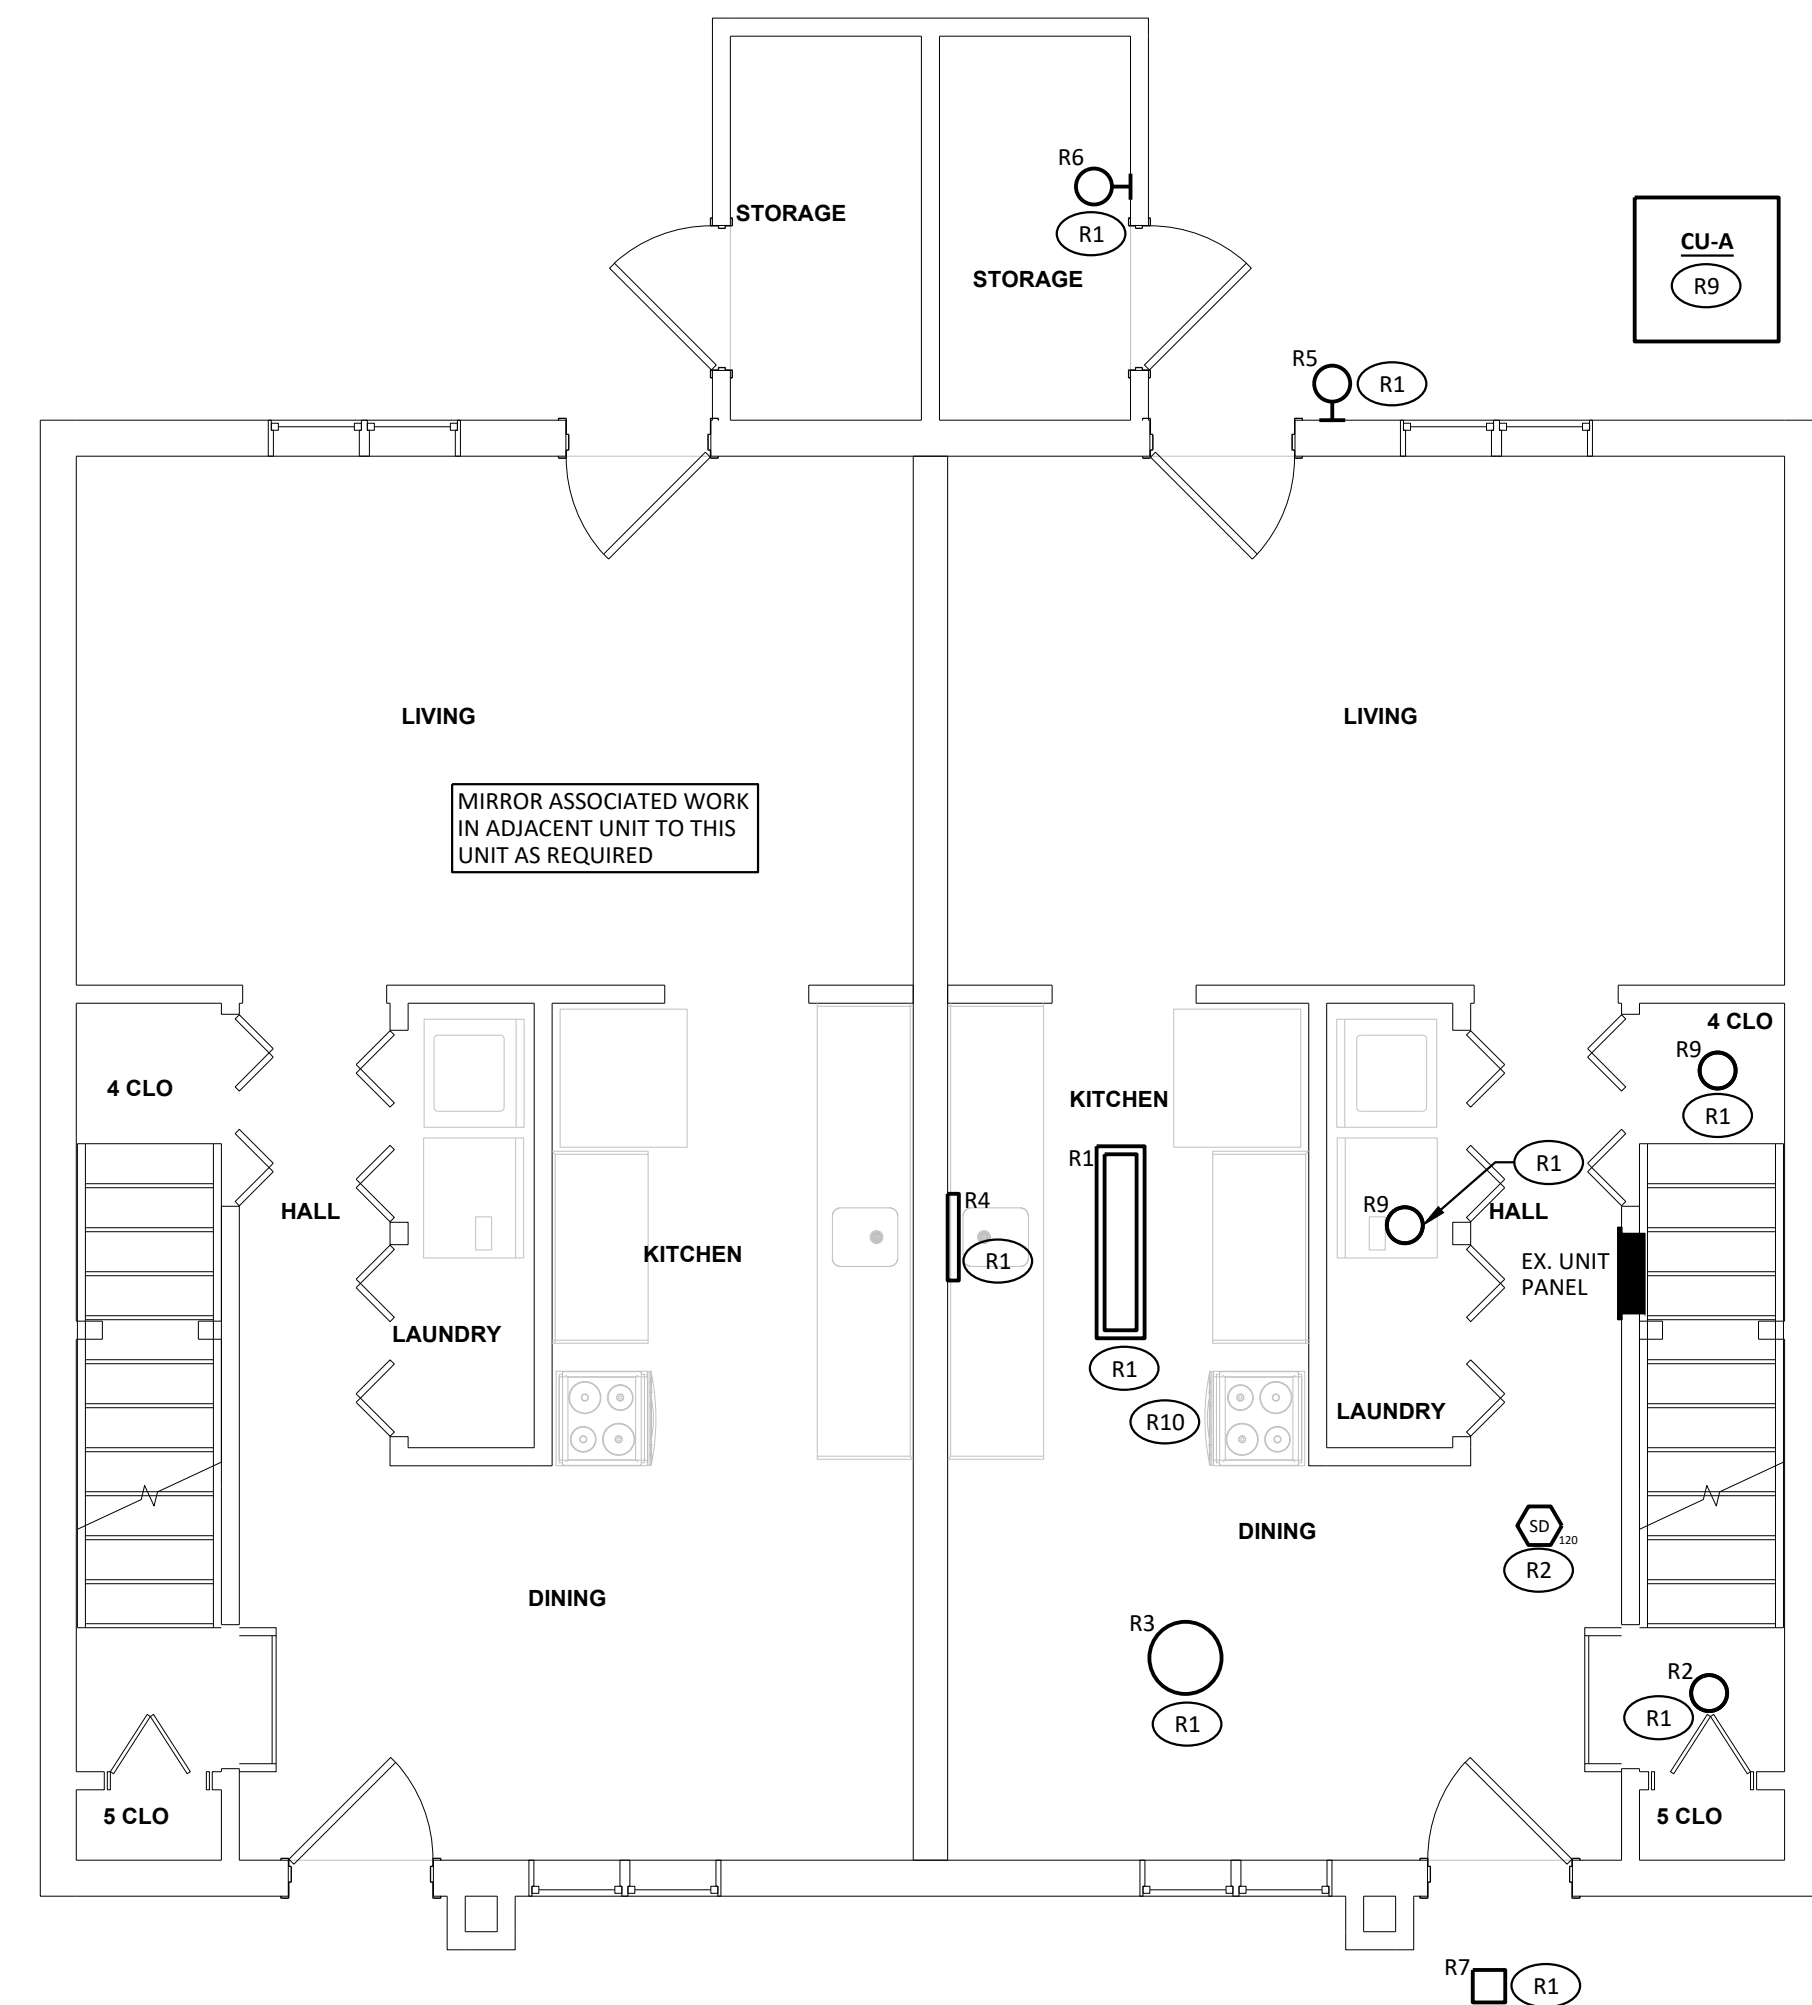 R6
STORAGE
R1
CU-A
STORAGE
R9
R5
R1
LIVING
LIVING
MIRROR ASSOCIATED WORK
IN ADJACENT UNIT TO THIS
UNIT AS REQUIRED
4 CLO
R9
4 CLO
KITCHEN
R1
R1
R1
R4
R9
HALL
HALL
KITCHEN
R1
EX. UNIT
PANEL
LAUNDRY
R1
R10
LAUNDRY
SD
120
DINING
R2
DINING
R3
R2
R1
R1
5 CLO
5 CLO
R7
R1